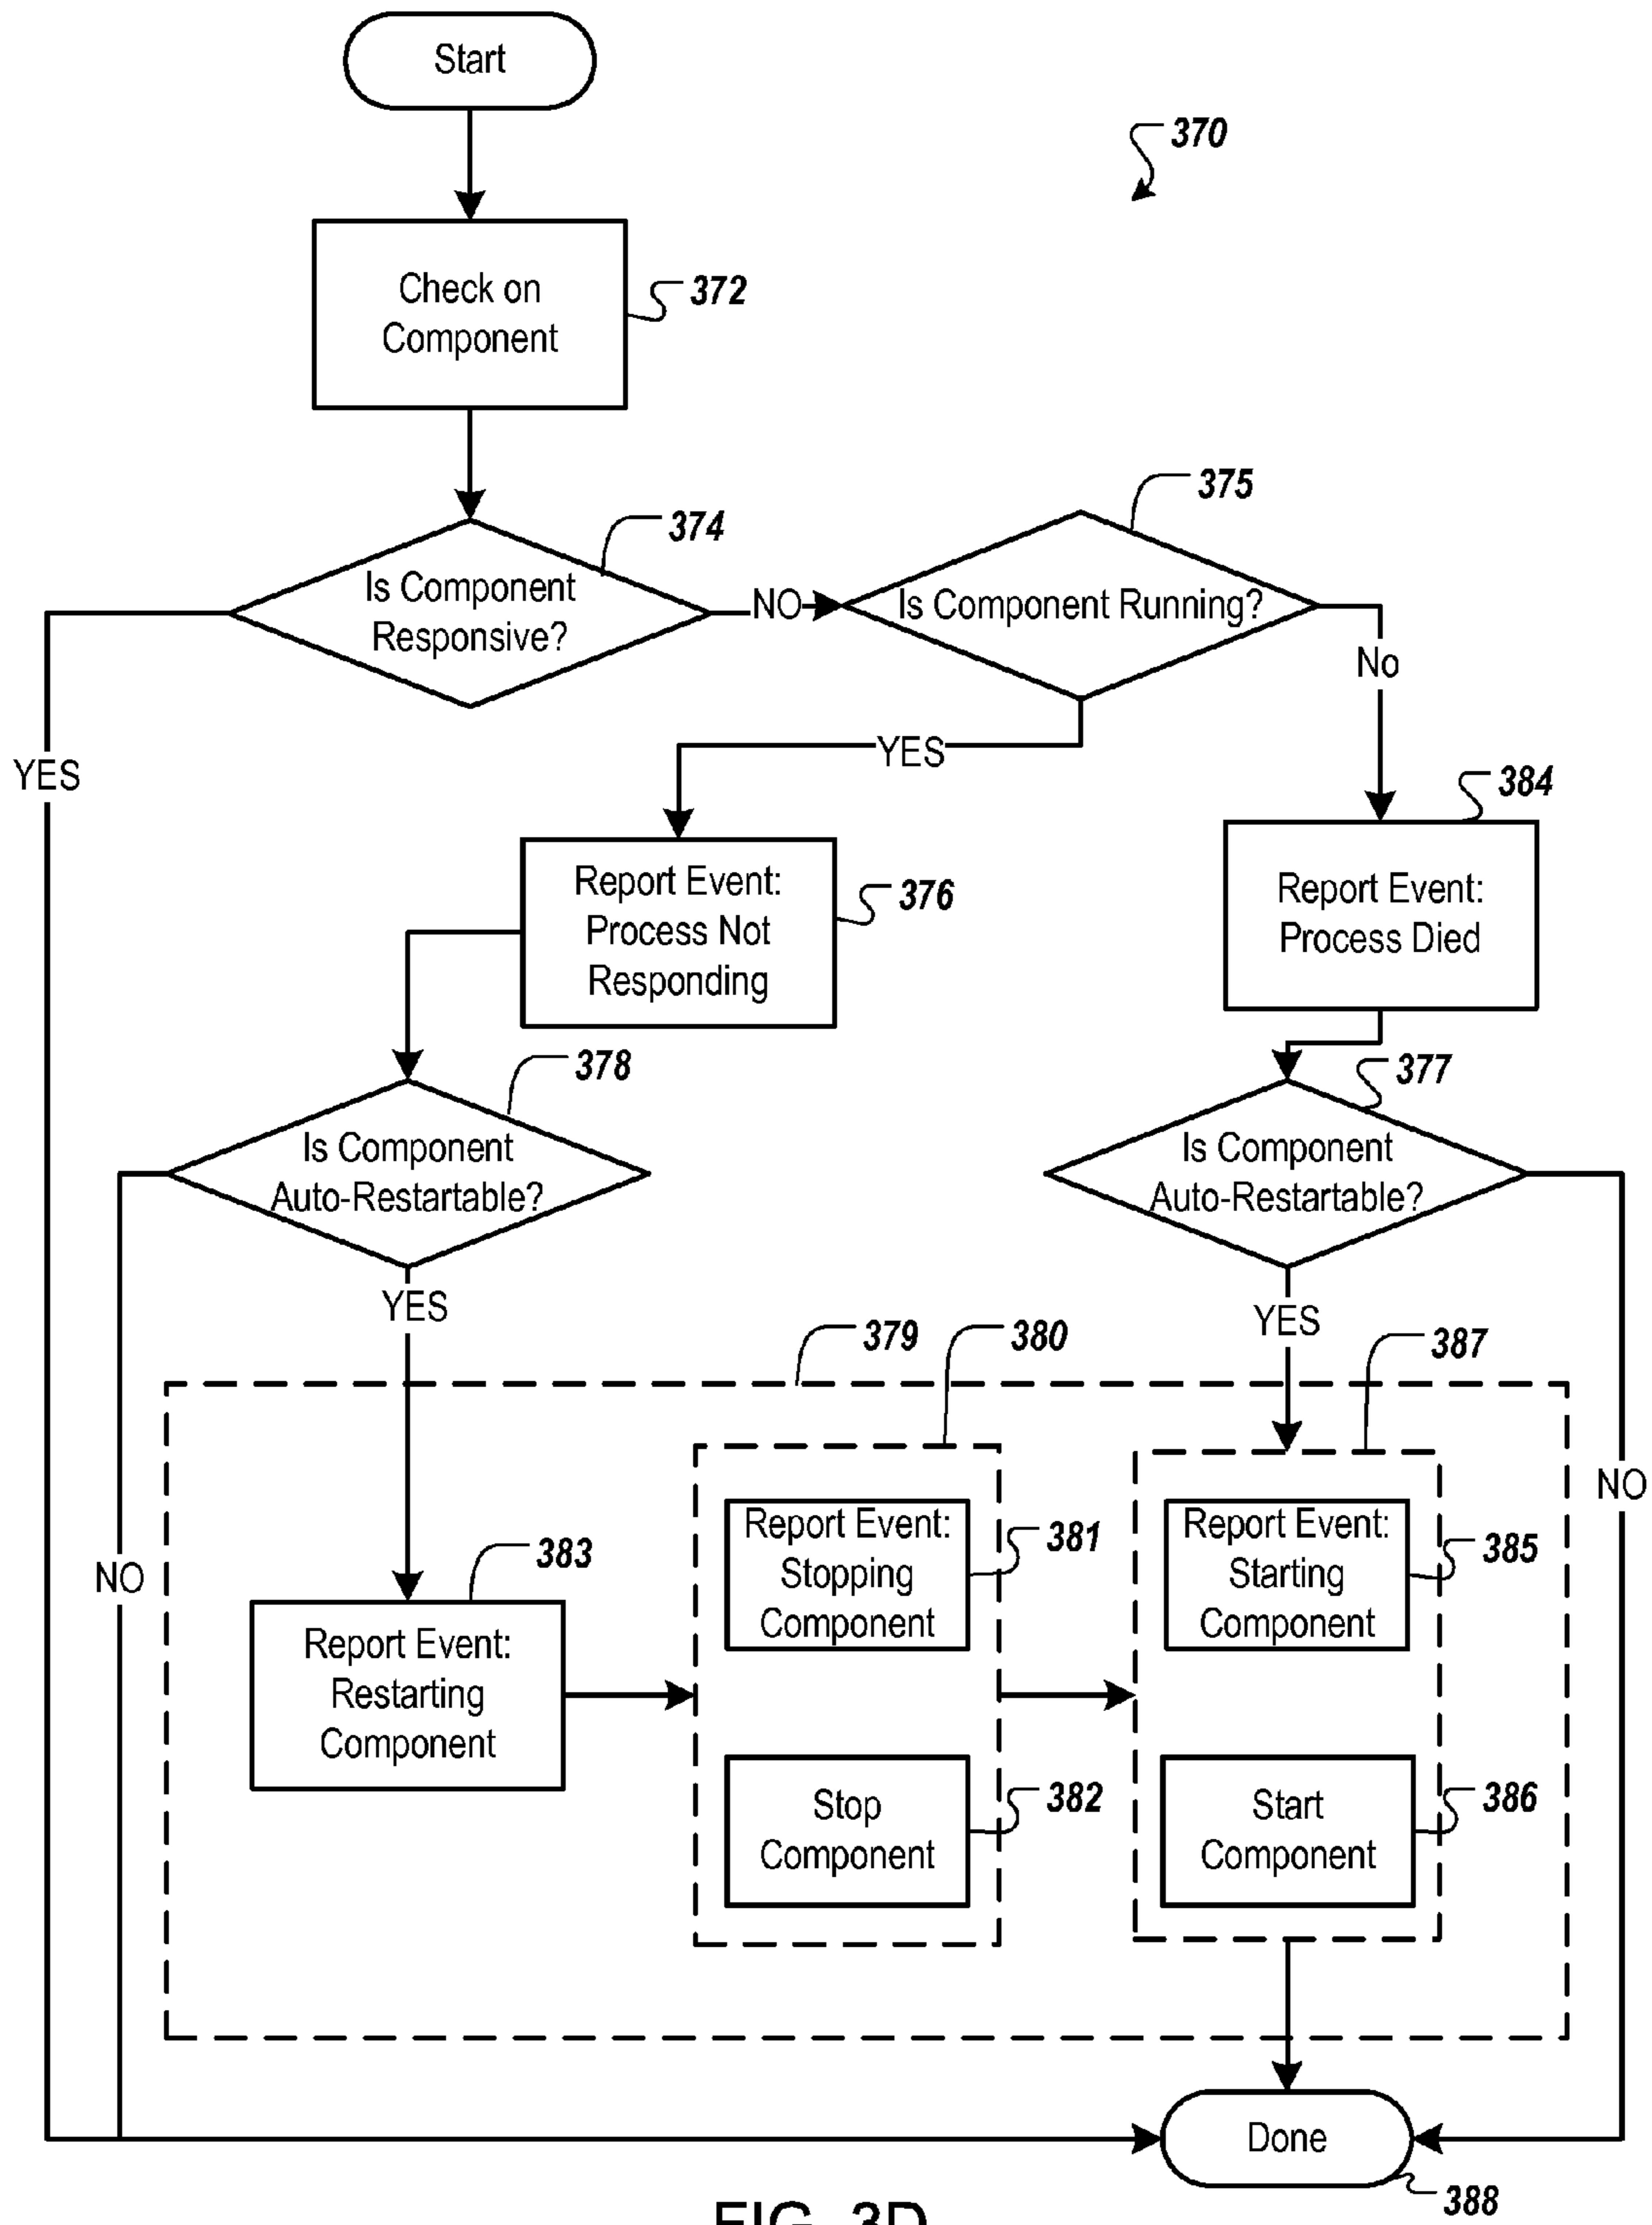 Start
370
Check on
Component
372
374
375
Is Component
Responsive?
NO
Is Component Running?
No
YES
YES
384
Report Event:
Process Not
Responding
376
Report Event:
Process Died
378
377
Is Component
Auto-Restartable?
Is Component
Auto-Restartable?
YES
YES
379
380
387
NO
NO
Report Event:
Stopping
Component
381
Report Event:
Starting
Component
385
383
Report Event:
Restarting
Component
Stop
Component
382
Start
Component
386
Done
388
FIG. 3D